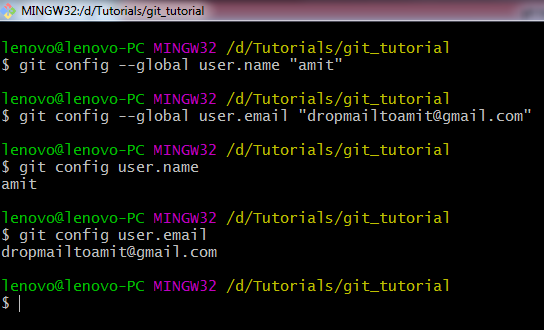 MINGW32:/d/Tutorials/git_tutorial
lenovo@lenovo-PC MINGW32 /d/Tutorials/git_tutorial
$ git config --global user.name "amit"
lenovo@lenovo-PC MINGW32 /d/Tutorials/git_tutorial
$ git config --global user.email "dropmailtoamit@gmail.com"
lenovo@lenovo-PC MINGW32 /d/Tutorials/git_tutorial
$ git config user.name
amit
lenovo@lenovo-PC MINGW32 /d/Tutorials/git_tutorial
$ git config user.email
dropmailtoamit@gmail.com
lenovo@lenovo-PC MINGW32 /d/Tutorials/git_tutorial
$